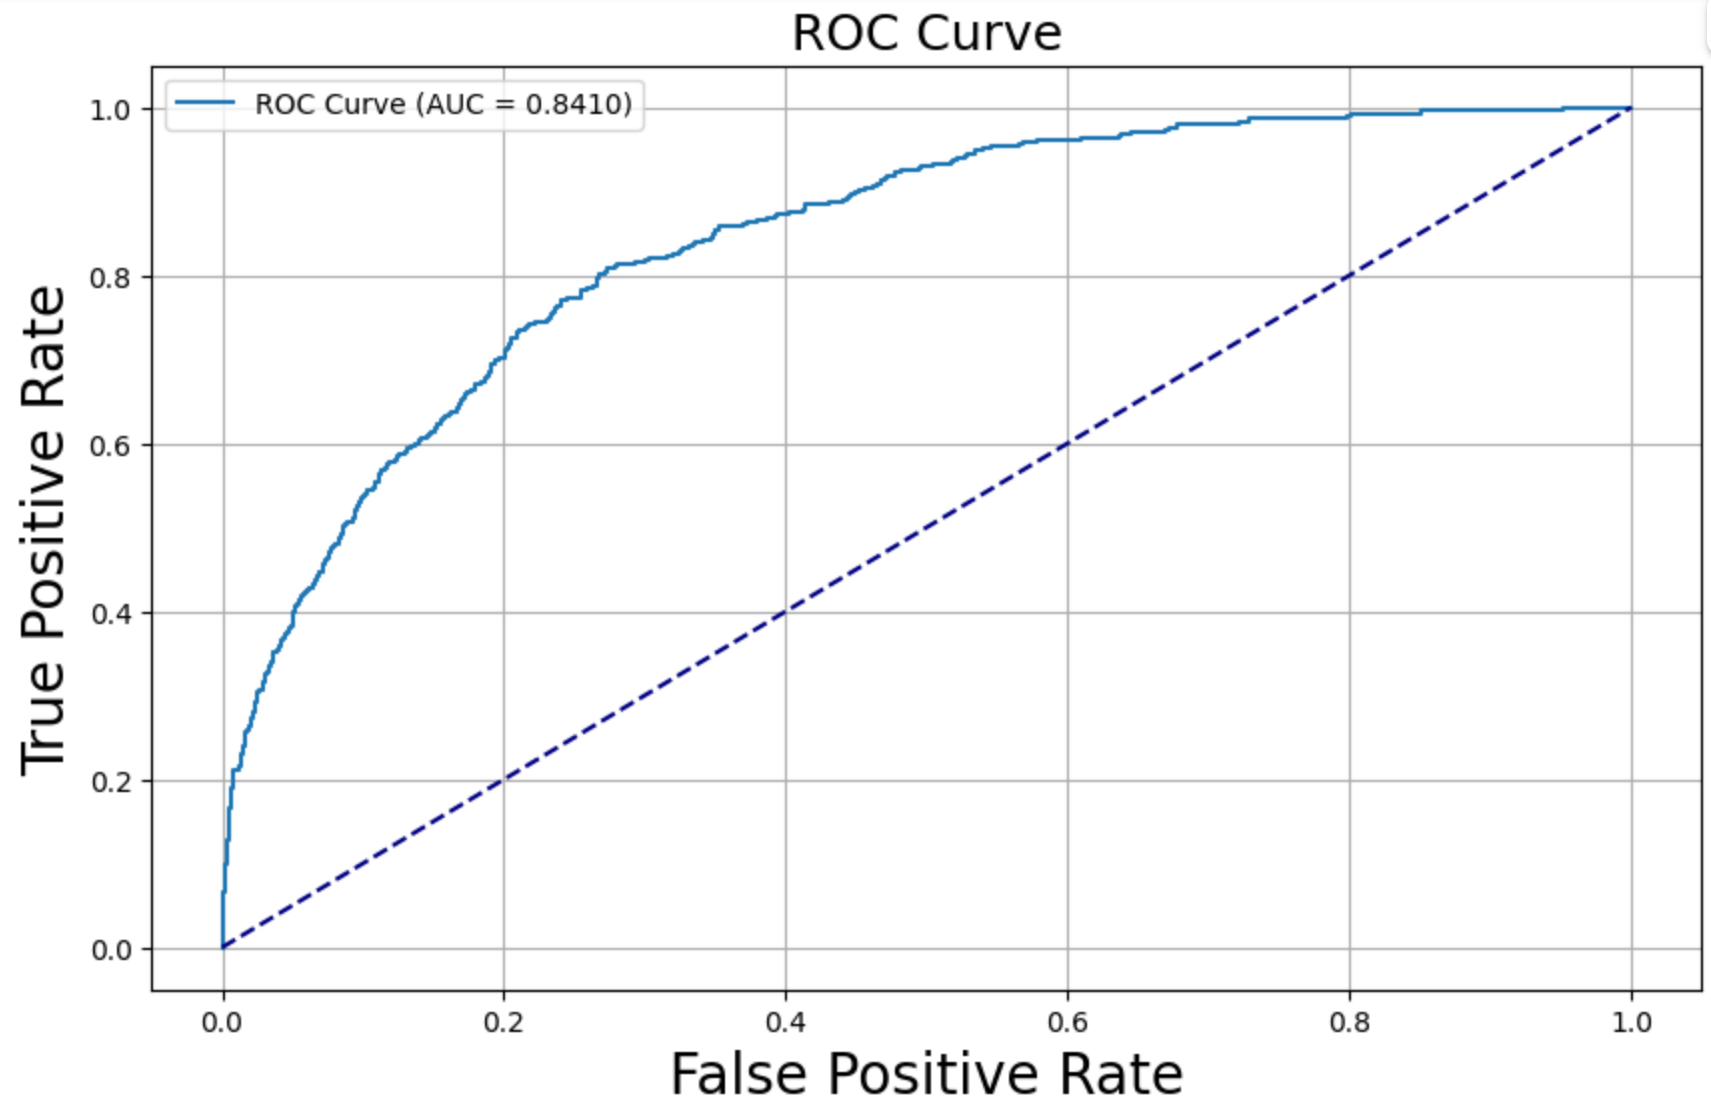 ROC Curve
ROC Curve (AUC = 0.8410)
True Positive Rate
1.0
0.8
0.6
0.4
0.2
0.0
0.0 0.2 0.4 0.6 0.8 1.0
False Positive Rate